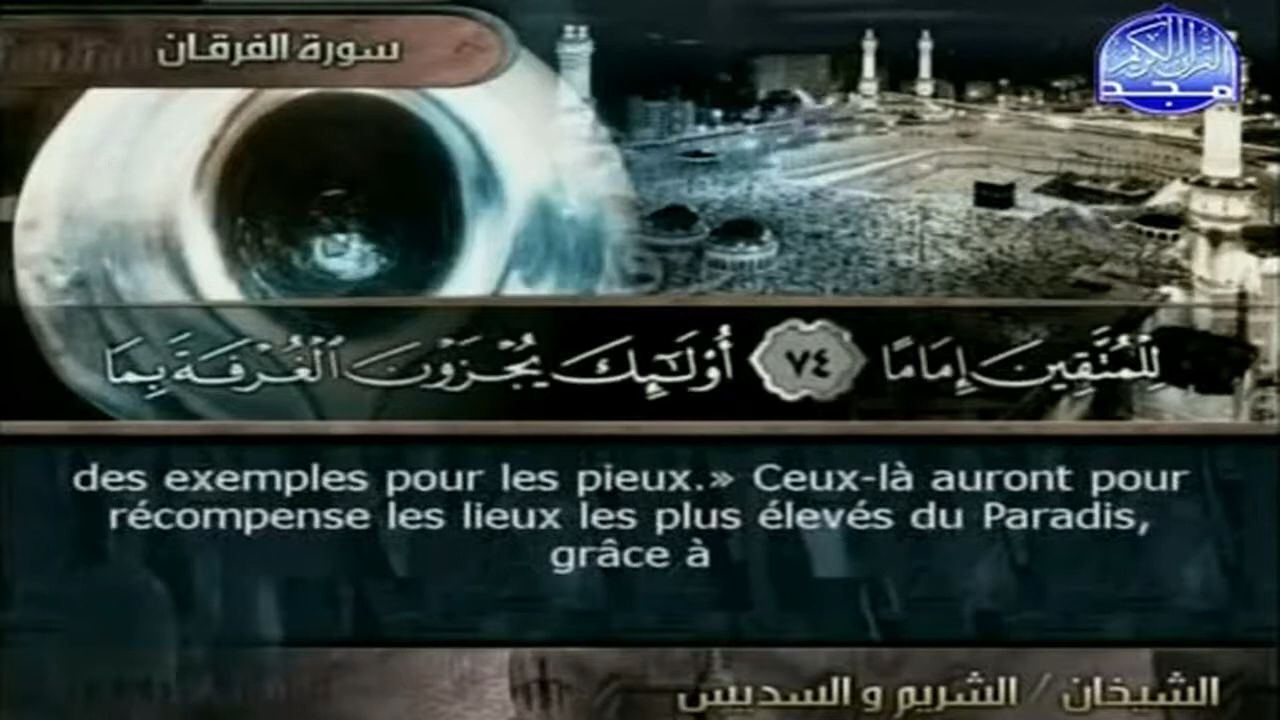 سورة الفرقان
القرآن الكريم
مجد
لِلْمُتَّقِينَ إِمَامًا ٧٤ أُوْلَٰٓئِكَ يُجْزَوْنَ ٱلْغُرْفَةَ بِمَا
des exemples pour les pieux.» Ceux-là auront pour
récompense les lieux les plus élevés du Paradis,
grâce à
الشيخان / الشريم و السديس